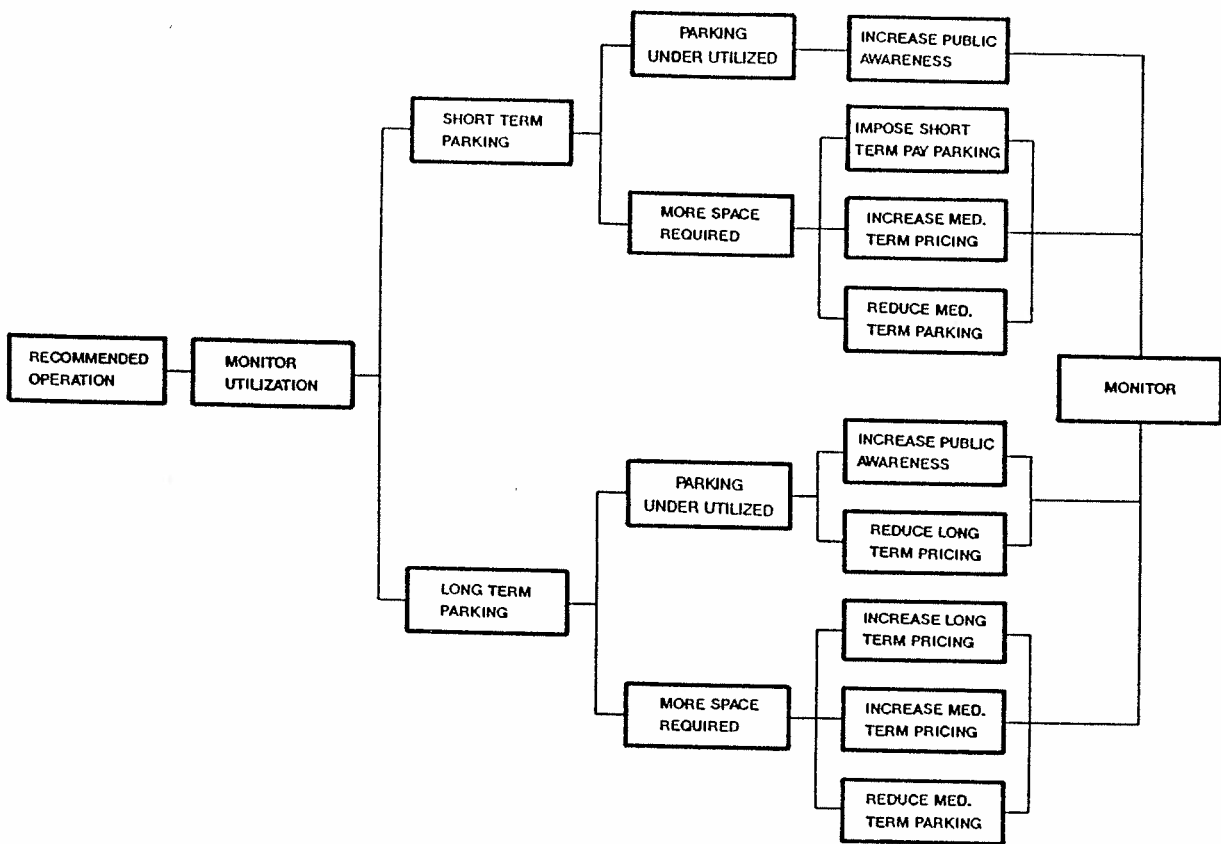 PARKING
UNDER UTILIZED
INCREASE PUBLIC
AWARENESS
SHORT TERM
PARKING
IMPOSE SHORT
TERM PAY PARKING
MORE SPACE
REQUIRED
INCREASE MED.
TERM PRICING
REDUCE MED.
TERM PARKING
RECOMMENDED
OPERATION
MONITOR
UTILIZATION
MONITOR
INCREASE PUBLIC
AWARENESS
PARKING
UNDER UTILIZED
REDUCE LONG
TERM PRICING
LONG TERM
PARKING
INCREASE LONG
TERM PRICING
MORE SPACE
REQUIRED
INCREASE MED.
TERM PRICING
REDUCE MED.
TERM PARKING